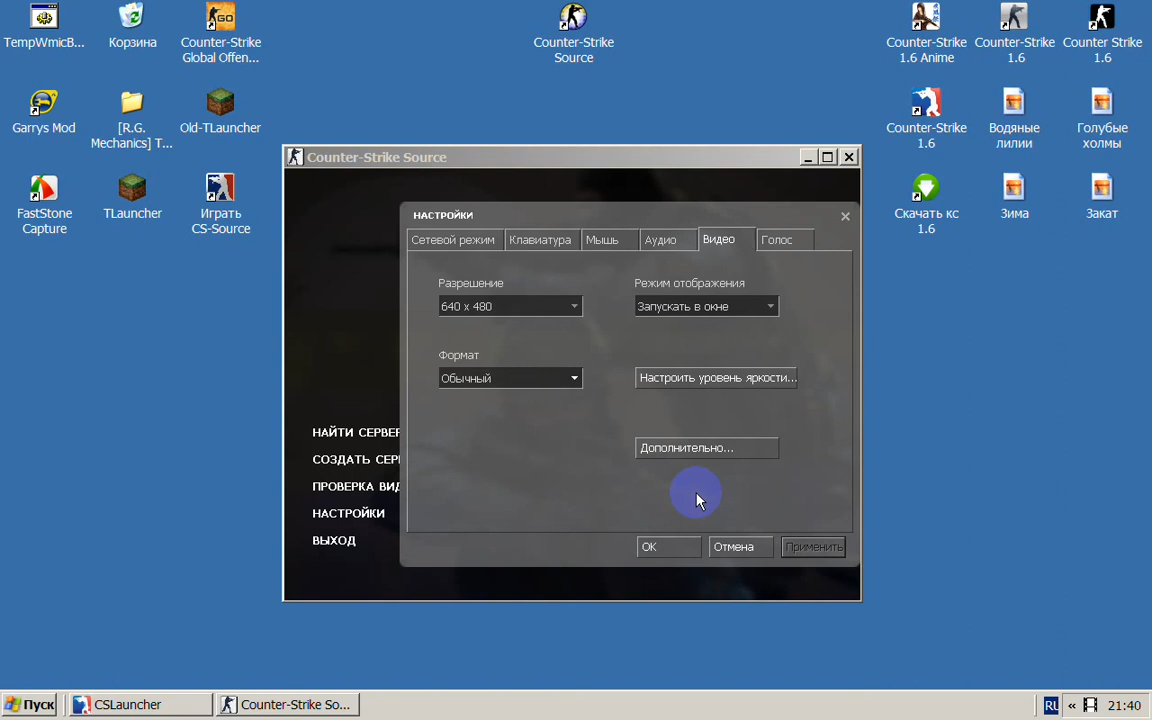 TempWmicB...
Корзина
Counter-Strike
Global Offen...
Counter-Strike
Source
Counter-Strike
1.6 Anime
Counter-Strike
1.6
Counter Strike
1.6
Garrys Mod
[R.G.
Mechanics] T...
Old-TLauncher
Counter-Strike
1.6
Водяные
лилии
Голубые
холмы
FastStone
Capture
TLauncher
Играть
CS-Source
Скачать кс
1.6
Зима
Закат
Counter-Strike Source
НАСТРОЙКИ
Сетевой режим
Клавиатура
Мышь
Аудио
Видео
Голос
Разрешение
Режим отображения
640 x 480
Запускать в окне
Формат
Обычный
Настроить уровень яркости...
Дополнительно...
НАЙТИ СЕРВЕР
СОЗДАТЬ СЕР
ПРОВЕРКА ВИД
НАСТРОЙКИ
ВЫХОД
OK
Отмена
Применить
Пуск
CSLauncher
Counter-Strike So...
RU
«
21:40